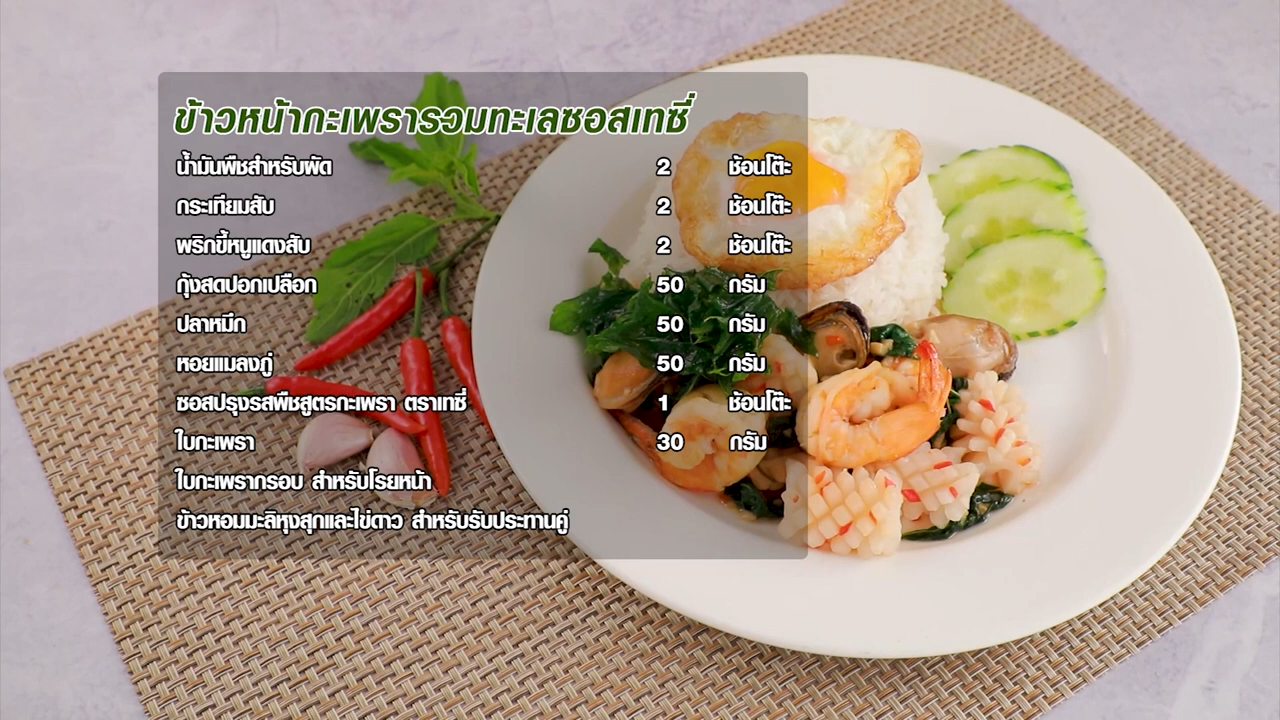 ข้าวหน้ากะเพรารวมทะเลซอสเทซี่
น้ำมันพืชสำหรับผัด 2 ช้อนโต๊ะ
กระเทียมสับ 2 ช้อนโต๊ะ
พริกขี้หนูแดงสับ 2 ช้อนโต๊ะ
กุ้งสดปอกเปลือก 50 กรัม
ปลาหมึก 50 กรัม
หอยแมลงภู่ 50 กรัม
ซอสปรุงรสพืชสูตรกะเพรา ตราเทซี่ 1 ช้อนโต๊ะ
ใบกะเพรา 30 กรัม
ใบกะเพรากรอบ สำหรับโรยหน้า
ข้าวหอมมะลิหุงสุกและไข่ดาว สำหรับรับประทานคู่